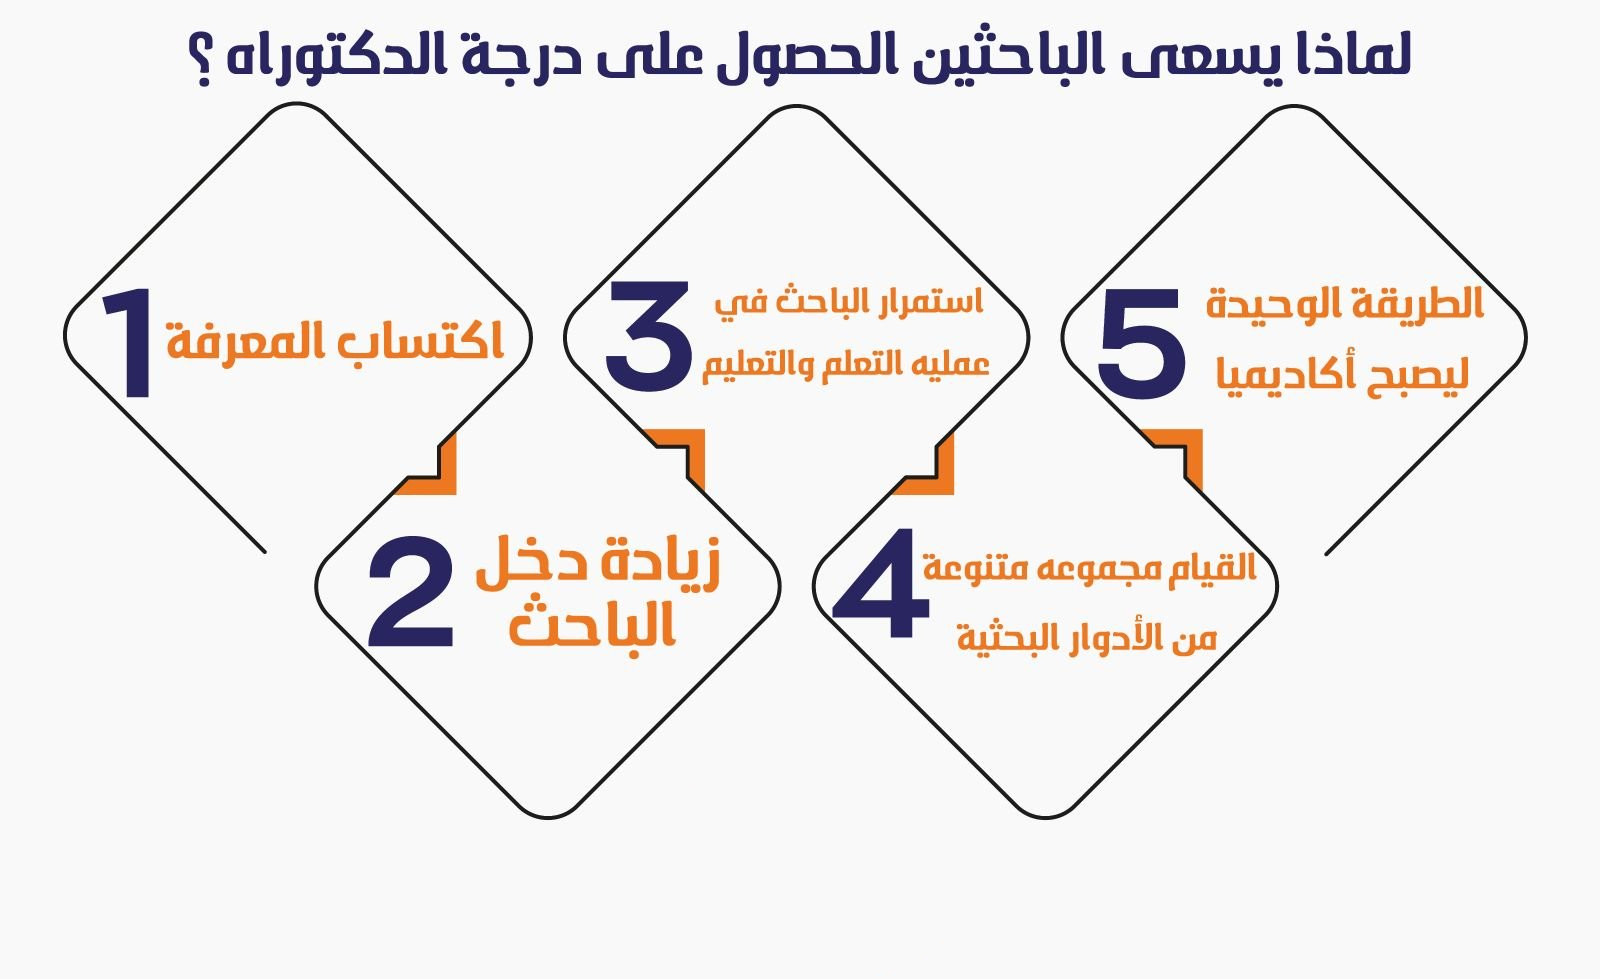 لماذا يسعى الباحثين الحصول على درجة الدكتوراه ؟
1
اكتساب المعرفة
2
زيادة دخل
الباحث
3
استمرار الباحث في
عمليه التعلم والتعليم
4
القيام مجموعه متنوعة
من الأدوار البحثية
5
الطريقة الوحيدة
ليصبح أكاديميا